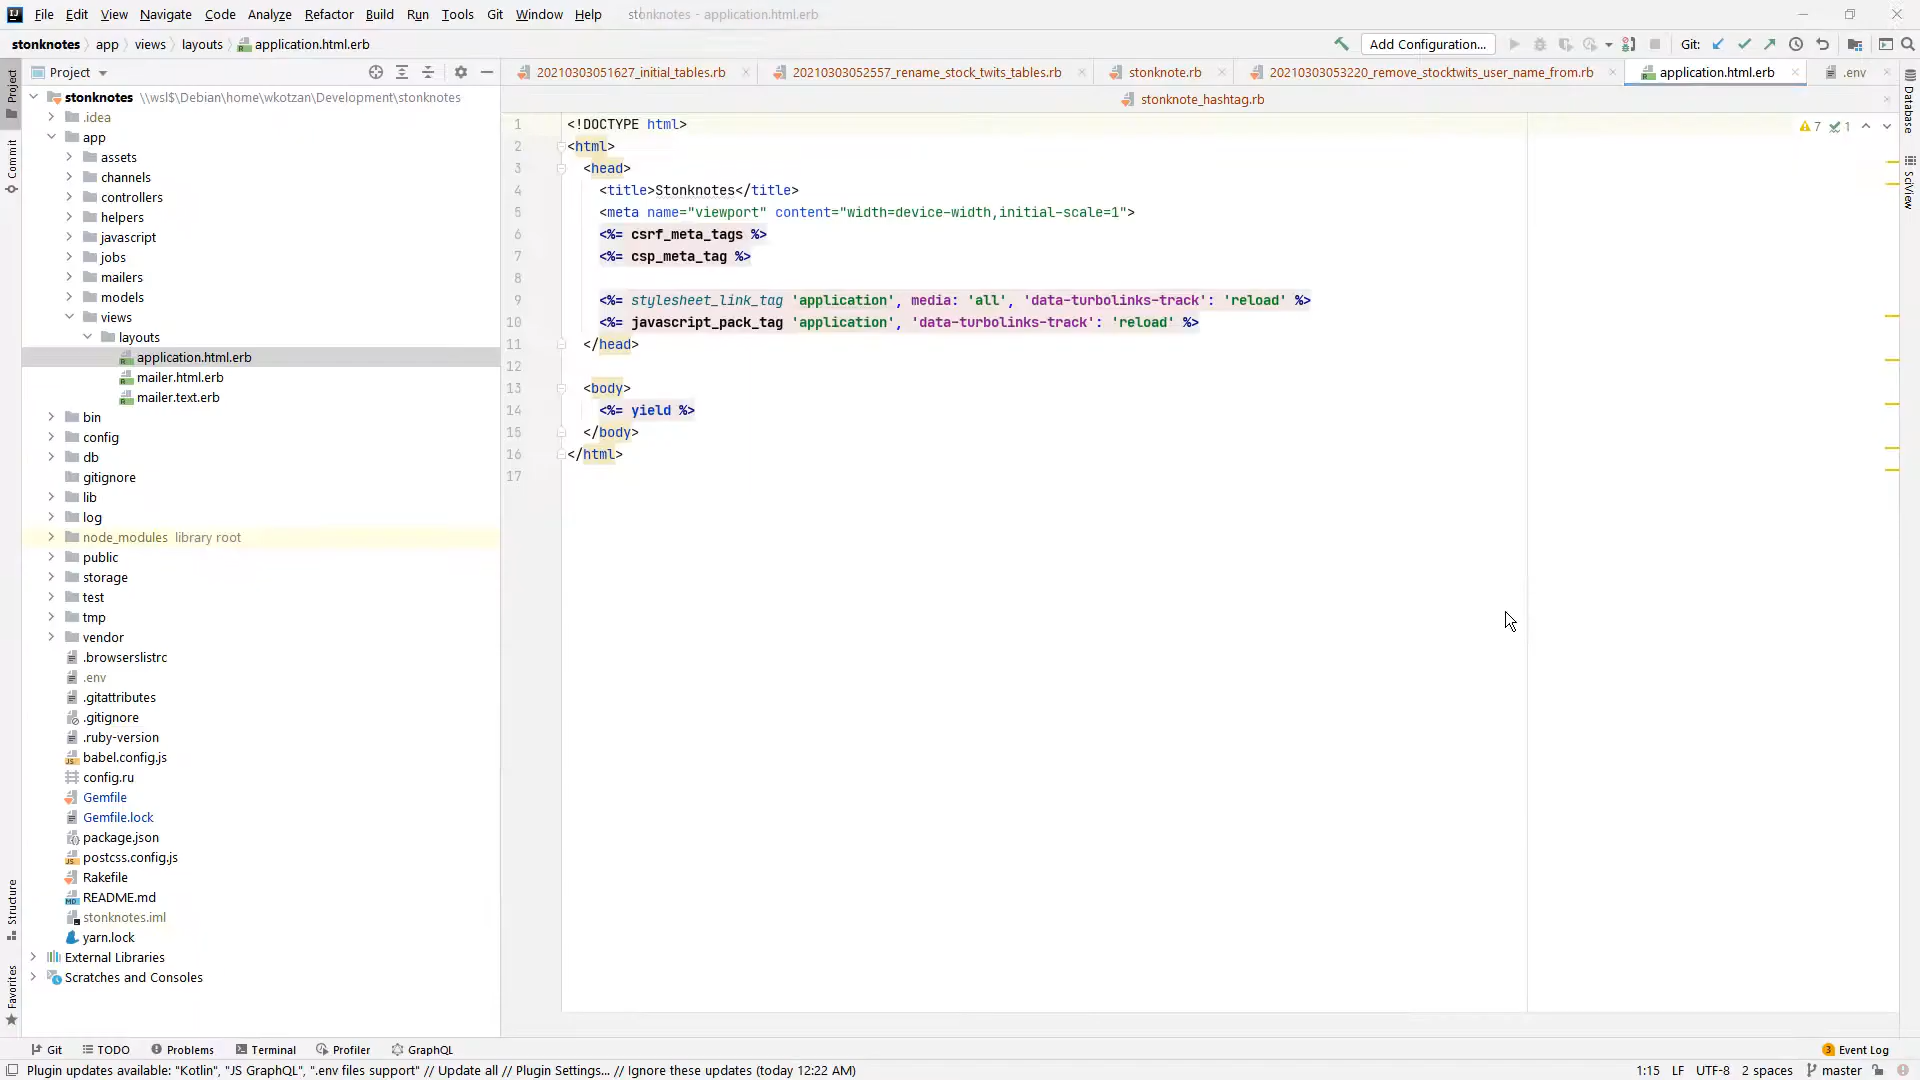 File Edit View Navigate Code Analyze Refactor Build Run Tools Git Window Help stonknotes - application.html.erb
stonknotes app views layouts application.html.erb Add Configuration... Git:
Project 20210303051627_initial_tables.rb 20210303052557_rename_stock_twits_tables.rb stonknote.rb 20210303053220_remove_stocktwits_user_name_from.rb application.html.erb .env
stonknote_hashtag.rb
Project
Commit
Structure
Favorites
Database
SciView
stonknotes \\wsl$\Debian\home\wkotzan\Development\stonknotes
.idea
app
assets
channels
controllers
helpers
javascript
jobs
mailers
models
views
layouts
application.html.erb
mailer.html.erb
mailer.text.erb
bin
config
db
gitignore
lib
log
node_modules library root
public
storage
test
tmp
vendor
.browserslistrc
.env
.gitattributes
.gitignore
.ruby-version
babel.config.js
config.ru
Gemfile
Gemfile.lock
package.json
postcss.config.js
Rakefile
README.md
stonknotes.iml
yarn.lock
External Libraries
Scratches and Consoles
7 1
1 <!DOCTYPE html>
2 <html>
3 <head>
4 <title>Stonknotes</title>
5 <meta name="viewport" content="width=device-width,initial-scale=1">
6 <%= csrf_meta_tags %>
7 <%= csp_meta_tag %>
8
9 <%= stylesheet_link_tag 'application', media: 'all', 'data-turbolinks-track': 'reload' %>
10 <%= javascript_pack_tag 'application', 'data-turbolinks-track': 'reload' %>
11 </head>
12
13 <body>
14 <%= yield %>
15 </body>
16 </html>
17
Git TODO Problems Terminal Profiler GraphQL 3 Event Log
Plugin updates available: "Kotlin", "JS GraphQL", ".env files support" // Update all // Plugin Settings... // Ignore these updates (today 12:22 AM) 1:15 LF UTF-8 2 spaces master